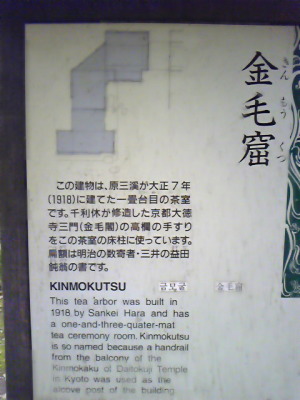 金毛窟
きん もう くつ
この建物は、原三溪が大正7年
(1918)に建てた一畳台目の茶室
です。千利休が修造した京都大徳
寺三門(金毛閣)の高欄の手すり
をこの茶室の床柱に使っています。
扁額は明治の数寄者・三井の益田
鈍翁の書です。
KINMOKUTSU
금모굴
金毛窟
This tea arbor was built in
1918 by Sankei Hara and has
a one-and-three-quater-mat
tea ceremony room. Kinmokutsu
is so named because a handrail
from the balcony of the
Kinmokaku of Daitokuji Temple
in Kyoto was used as the
alcove post of the building.